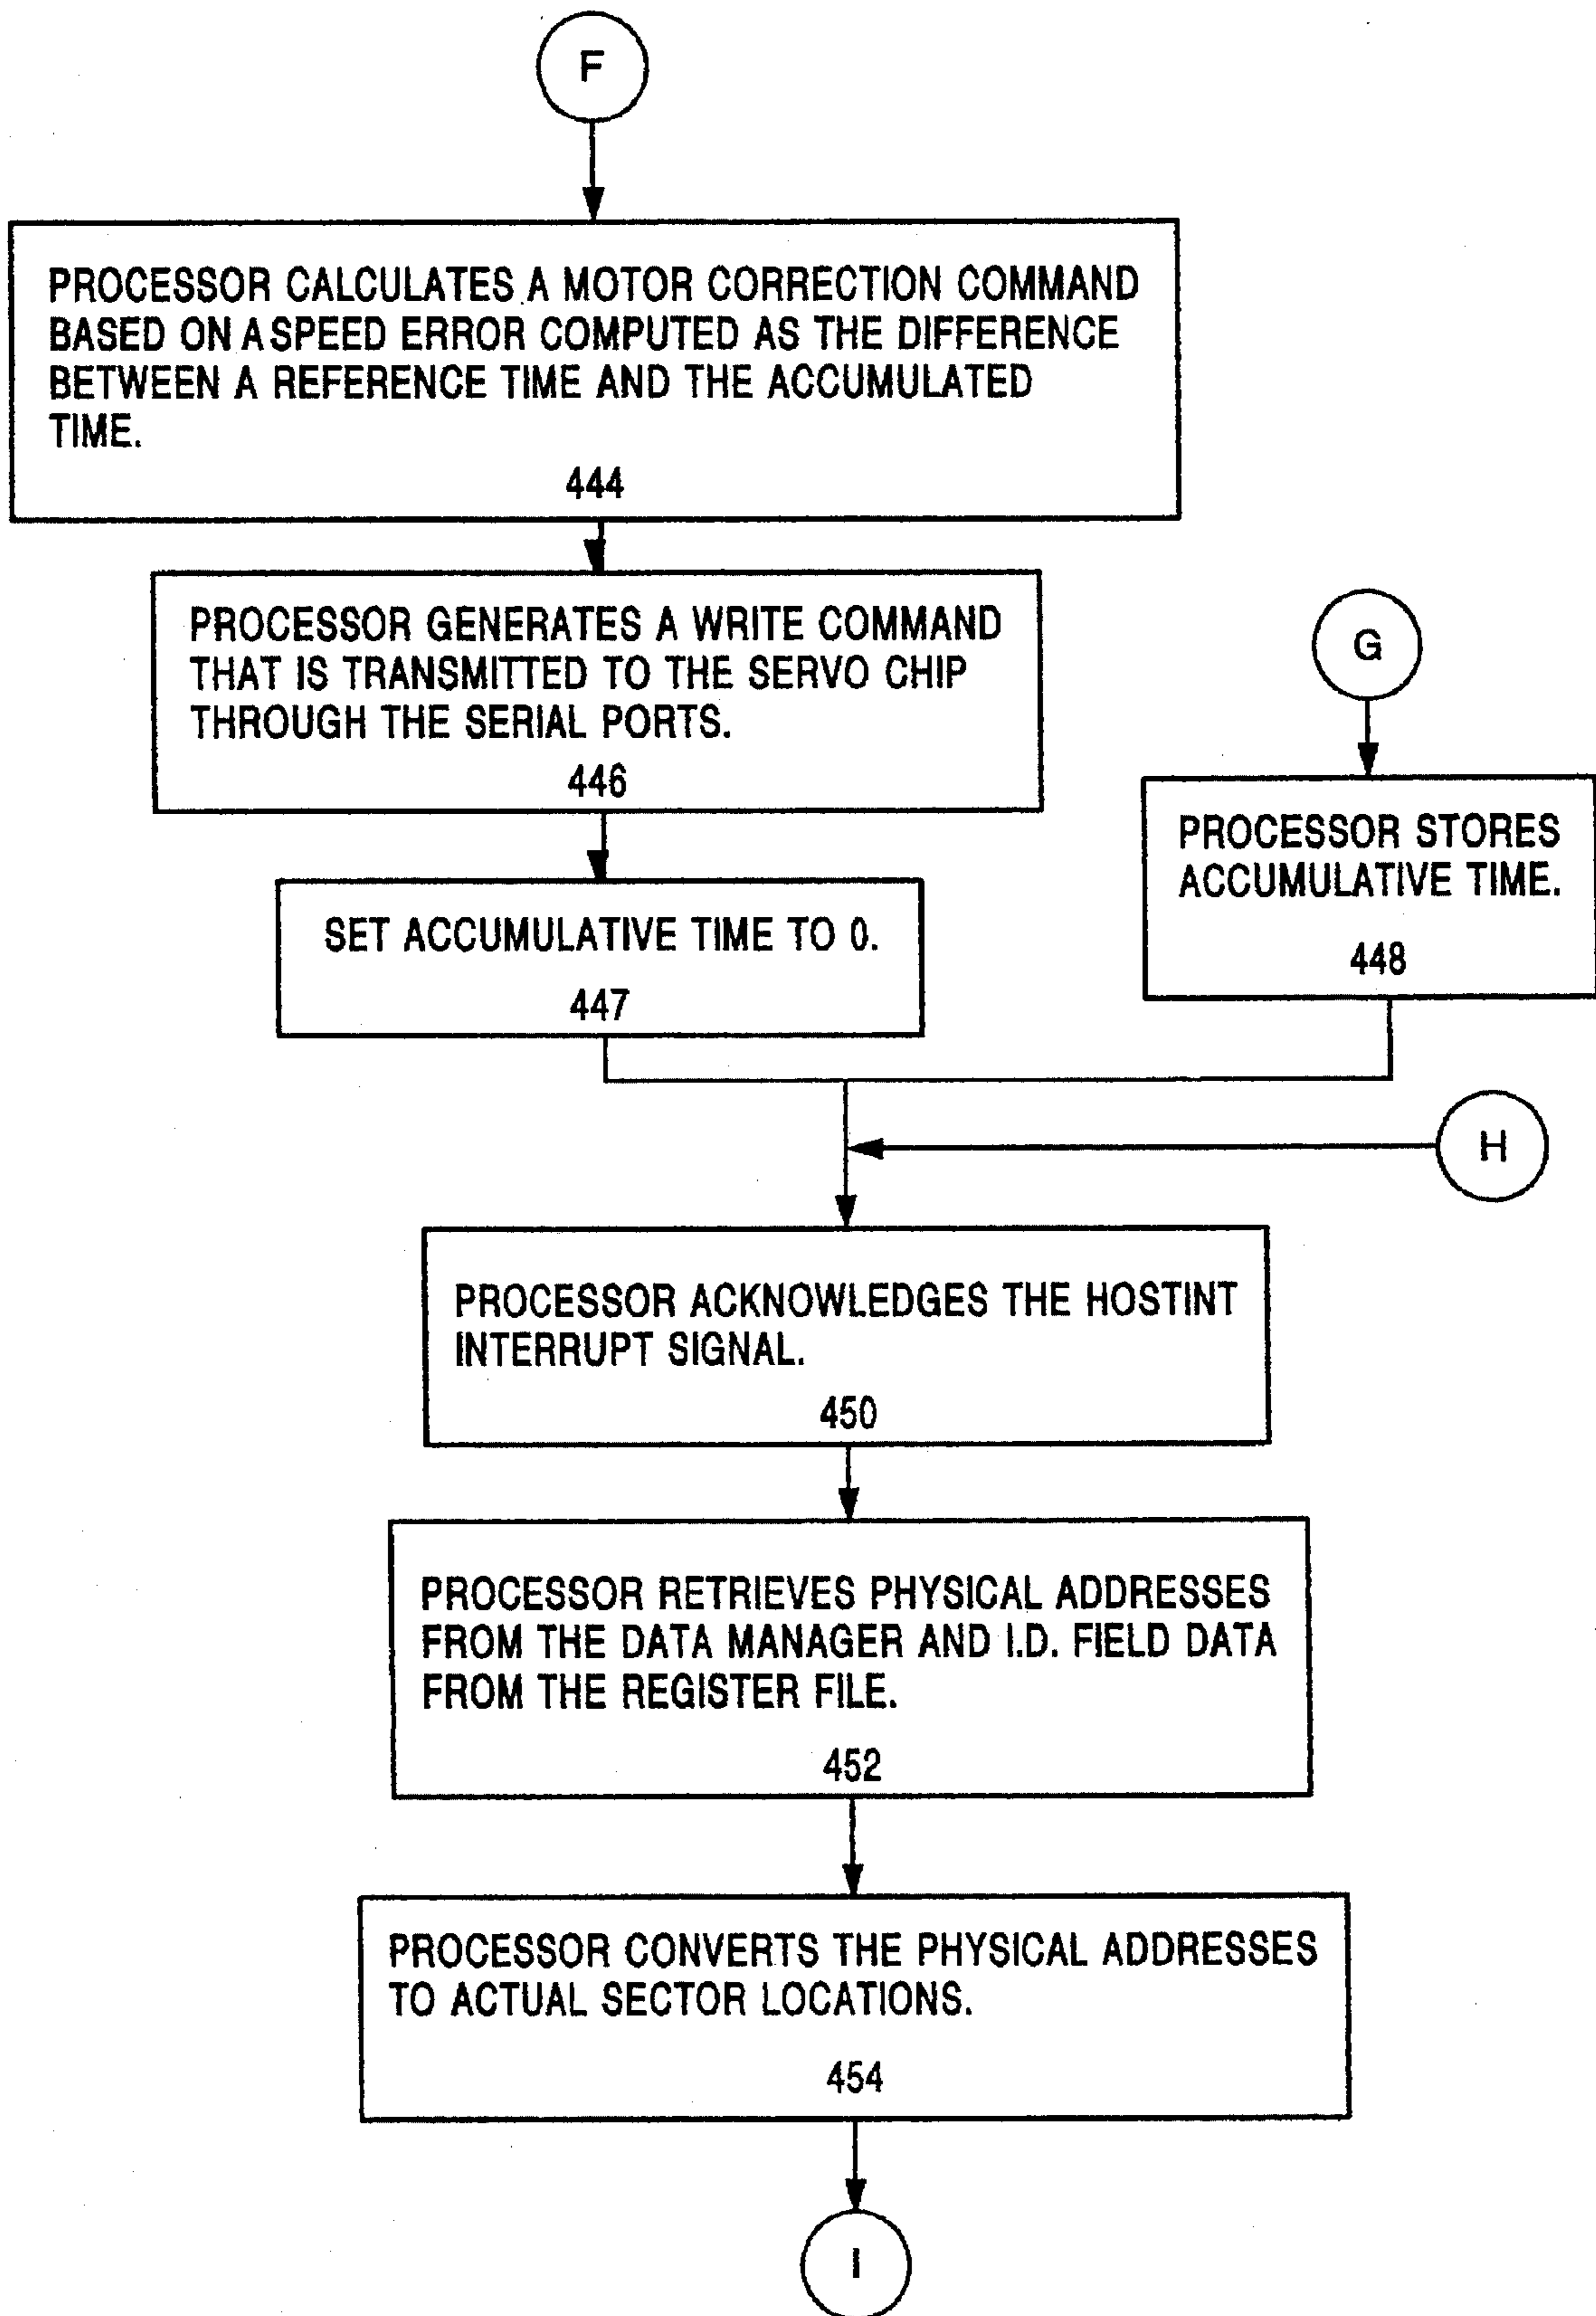 F
PROCESSOR CALCULATES A MOTOR CORRECTION COMMAND
BASED ON A SPEED ERROR COMPUTED AS THE DIFFERENCE
BETWEEN A REFERENCE TIME AND THE ACCUMULATED
TIME.
444
PROCESSOR GENERATES A WRITE COMMAND
THAT IS TRANSMITTED TO THE SERVO CHIP
THROUGH THE SERIAL PORTS.
446
G
PROCESSOR STORES
ACCUMULATIVE TIME.
448
SET ACCUMULATIVE TIME TO 0.
447
H
PROCESSOR ACKNOWLEDGES THE HOSTINT
INTERRUPT SIGNAL.
450
PROCESSOR RETRIEVES PHYSICAL ADDRESSES
FROM THE DATA MANAGER AND I.D. FIELD DATA
FROM THE REGISTER FILE.
452
PROCESSOR CONVERTS THE PHYSICAL ADDRESSES
TO ACTUAL SECTOR LOCATIONS.
454
I